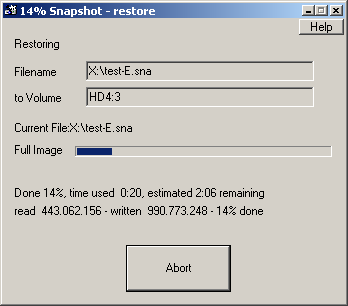 14% Snapshot - restore
Help
Restoring
Filename X:\test-E.sna
to Volume HD4:3
Current File:X:\test-E.sna
Full Image
Done 14%, time used 0:20, estimated 2:06 remaining
read 443.062.156 - written 990.773.248 - 14% done
Abort